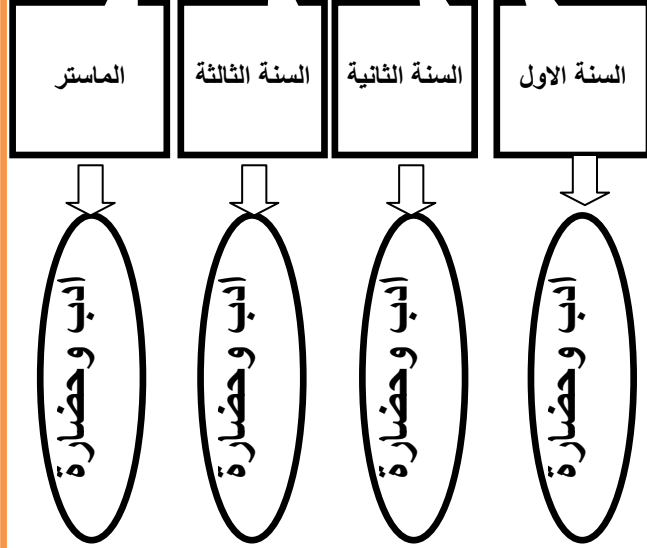 السنة الاول
السنة الثانية
السنة الثالثة
الماستر
ادب وحضارة
ادب وحضارة
ادب وحضارة
ادب وحضارة